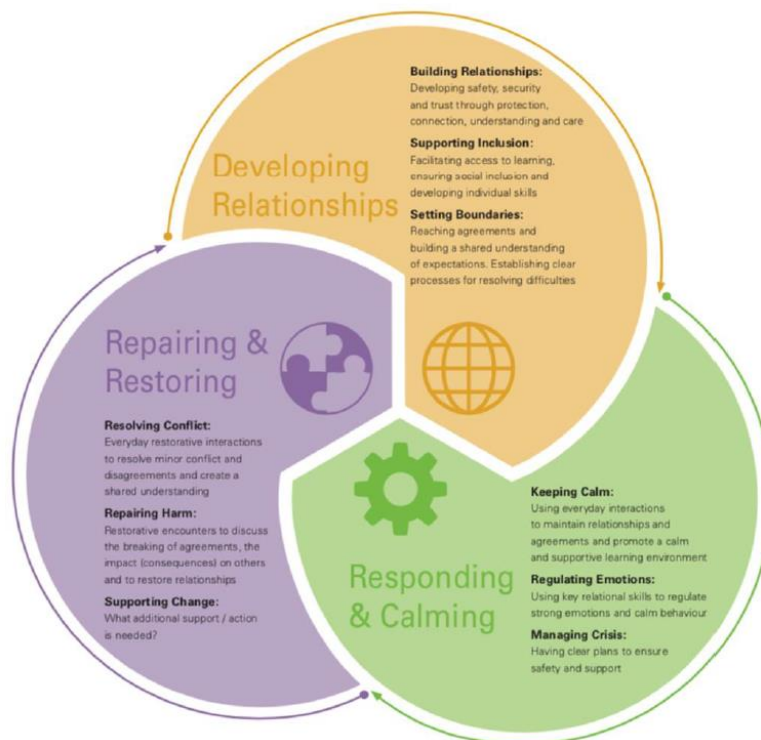 Developing
Relationships
Building Relationships:
Developing safety, security
and trust through protection,
connection, understanding and care
Supporting Inclusion:
Facilitating access to learning,
ensuring social inclusion and
developing individual skills
Setting Boundaries:
Reaching agreements and
building a shared understanding
of expectations. Establishing clear
processes for resolving difficulties
Repairing &
Restoring
Resolving Conflict:
Everyday restorative interactions
to resolve minor conflict and
disagreements and create a
shared understanding
Repairing Harm:
Restorative encounters to discuss
the breaking of agreements, the
impact (consequences) on others
and to restore relationships
Supporting Change:
What additional support / action
is needed?
Responding
& Calming
Keeping Calm:
Using everyday interactions
to maintain relationships and
agreements and promote a calm
and supportive learning environment
Regulating Emotions:
Using key relational skills to regulate
strong emotions and calm behaviour
Managing Crisis:
Having clear plans to ensure
safety and support